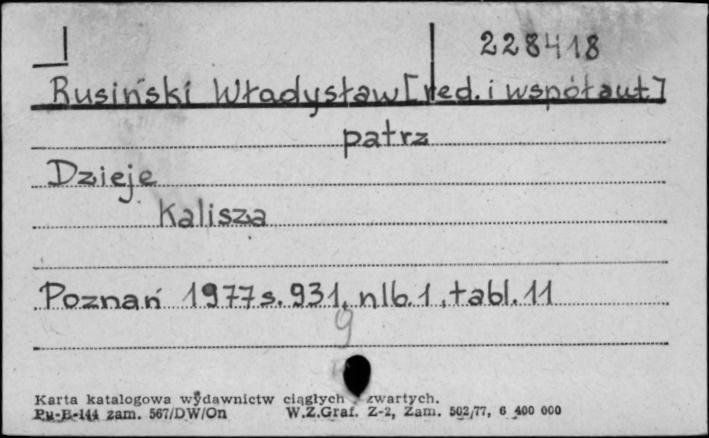 228418
Rusiński Władysław [red. i współaut]
patrz
Dzieje
Kalisza
Poznań 1977 s. 931, nlb. 1, tabl. 11
9
Karta katalogowa wydawnictw ciągłych zwartych.
Pu-B-144 zam. 567/DW/On W.Z.Graf. Z-2, Zam. 502/77, 6 400 000